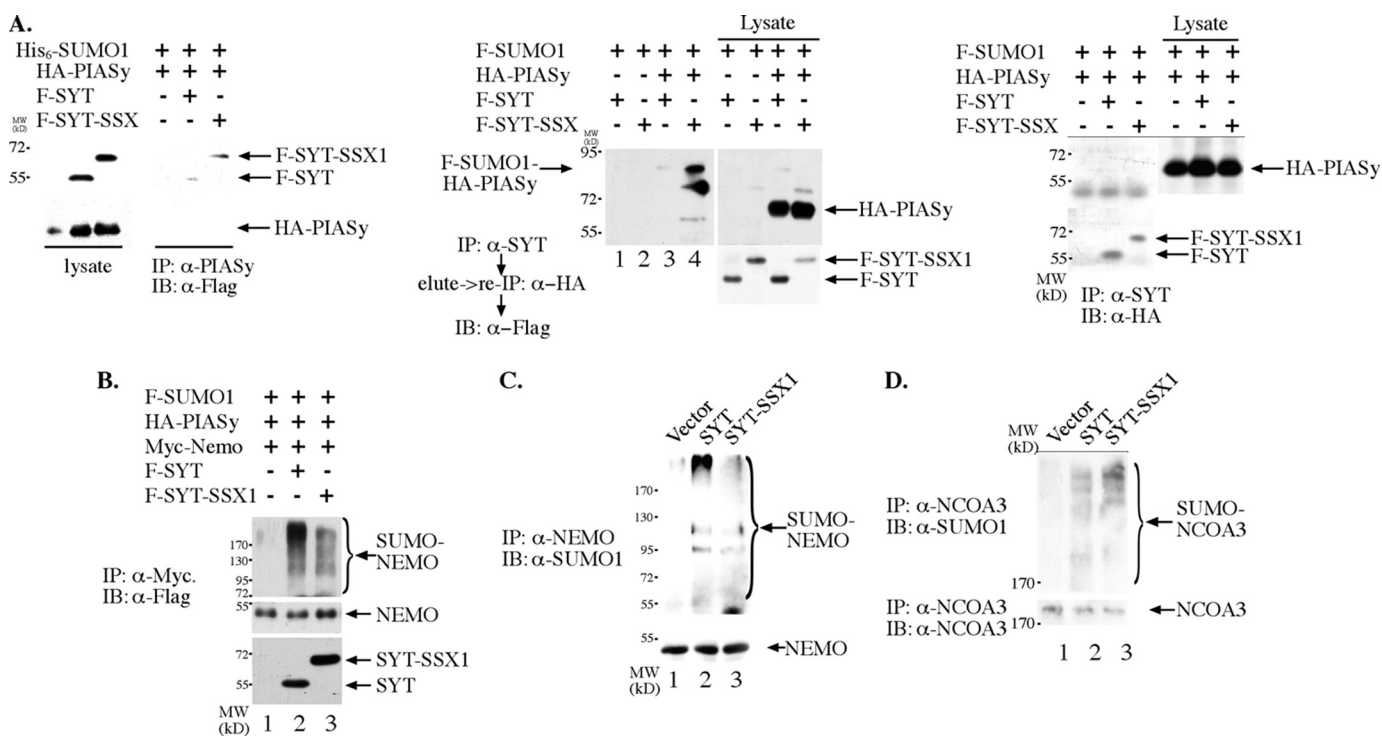 A.
His6-SUMO1 + + +
HA-PIASy + + +
F-SYT - + -
F-SYT-SSX - - +
MW
(kD)
72-
55-
F-SYT-SSX1
F-SYT
HA-PIASy
lysate
IP: α-PIASy
IB: α-Flag
Lysate
F-SUMO1 + + + + + + + +
HA-PIASy - - + + - - + +
F-SYT + - + - + - + -
F-SYT-SSX - + - + - + - +
MW
(kD)
95-
72-
55-
F-SUMO1-
HA-PIASy
HA-PIASy
1 2 3 4
F-SYT-SSX1
F-SYT
IP: α-SYT
elute->re-IP: α-HA
IB: α-Flag
Lysate
F-SUMO1 + + + + + +
HA-PIASy + + + + + +
F-SYT - + - - + -
F-SYT-SSX - - + - - +
72-
55-
HA-PIASy
72-
55-
F-SYT-SSX1
F-SYT
MW
(kD)
IP: α-SYT
IB: α-HA
B.
F-SUMO1 + + +
HA-PIASy + + +
Myc-Nemo + + +
F-SYT - + -
F-SYT-SSX1 - - +
170-
130-
95-
72-
SUMO-
NEMO
IP: α-Myc.
IB: α-Flag
55-
NEMO
72-
SYT-SSX1
55-
SYT
MW
(kD)
1 2 3
C.
Vector
SYT
SYT-SSX1
170-
130-
95-
72-
55-
IP: α-NEMO
IB: α-SUMO1
SUMO-
NEMO
55-
NEMO
MW
(kD)
1 2 3
D.
MW
(kD)
Vector
SYT
SYT-SSX1
IP: α-NCOA3
IB: α-SUMO1
SUMO-
NCOA3
170-
IP: α-NCOA3
IB: α-NCOA3
170-
NCOA3
1 2 3